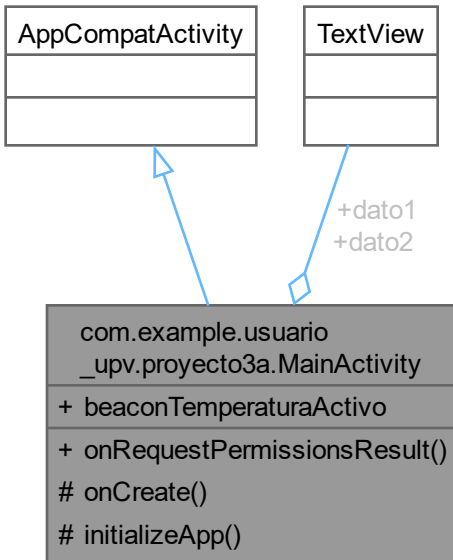 AppCompatActivity
TextView
+dato1
+dato2
com.example.usuario
_upv.proyecto3a.MainActivity
+ beaconTemperaturaActivo
+ onRequestPermissionsResult()
# onCreate()
# initializeApp()